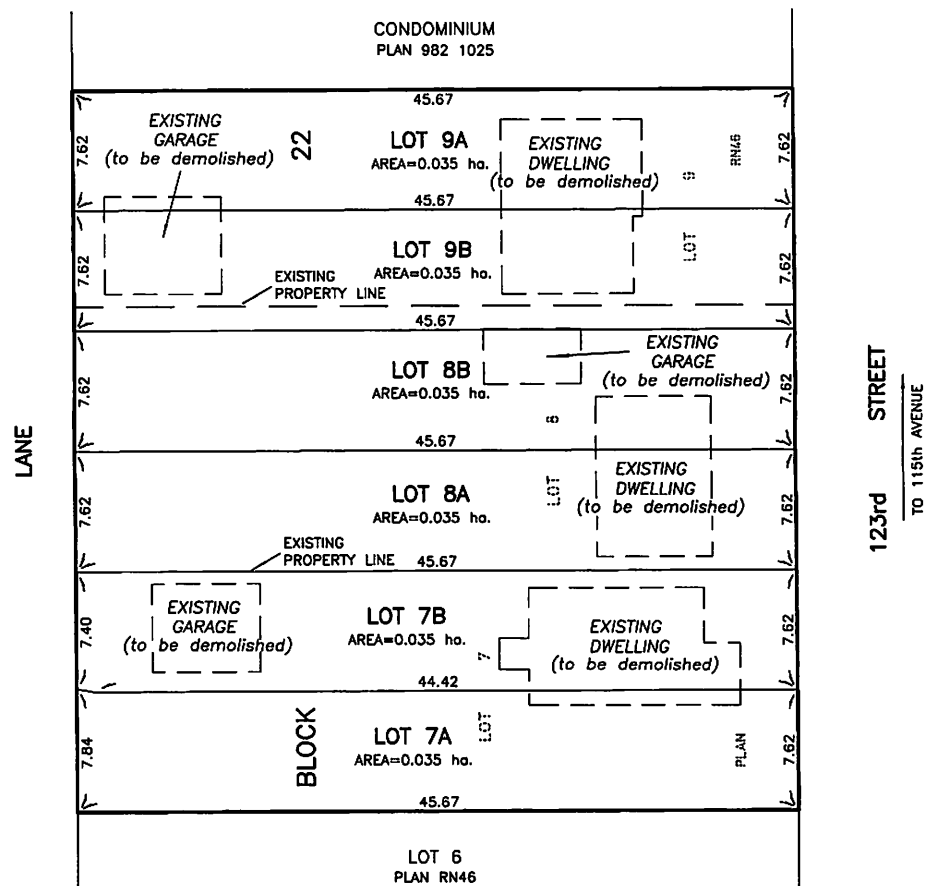 CONDOMINIUM
PLAN 982 1025
45.67
EXISTING
GARAGE
(to be demolished)
22
LOT 9A
AREA=0.035 ha.
EXISTING
DWELLING
(to be demolished)
9
RN46
7.62
7.62
45.67
LOT 9B
AREA=0.035 ha.
LOT
7.62
7.62
EXISTING
PROPERTY LINE
45.67
LOT 8B
AREA=0.035 ha.
EXISTING
GARAGE
(to be demolished)
7.62
7.62
8
45.67
LOT 8A
AREA=0.035 ha.
LOT
EXISTING
DWELLING
(to be demolished)
7.62
7.62
EXISTING
PROPERTY LINE
45.67
EXISTING
GARAGE
(to be demolished)
LOT 7B
AREA=0.035 ha.
7
EXISTING
DWELLING
(to be demolished)
7.40
7.62
44.42
BLOCK
LOT 7A
AREA=0.035 ha.
LOT
PLAN
7.84
7.62
45.67
LOT 6
PLAN RN46
LANE
123rd STREET
TO 115th AVENUE